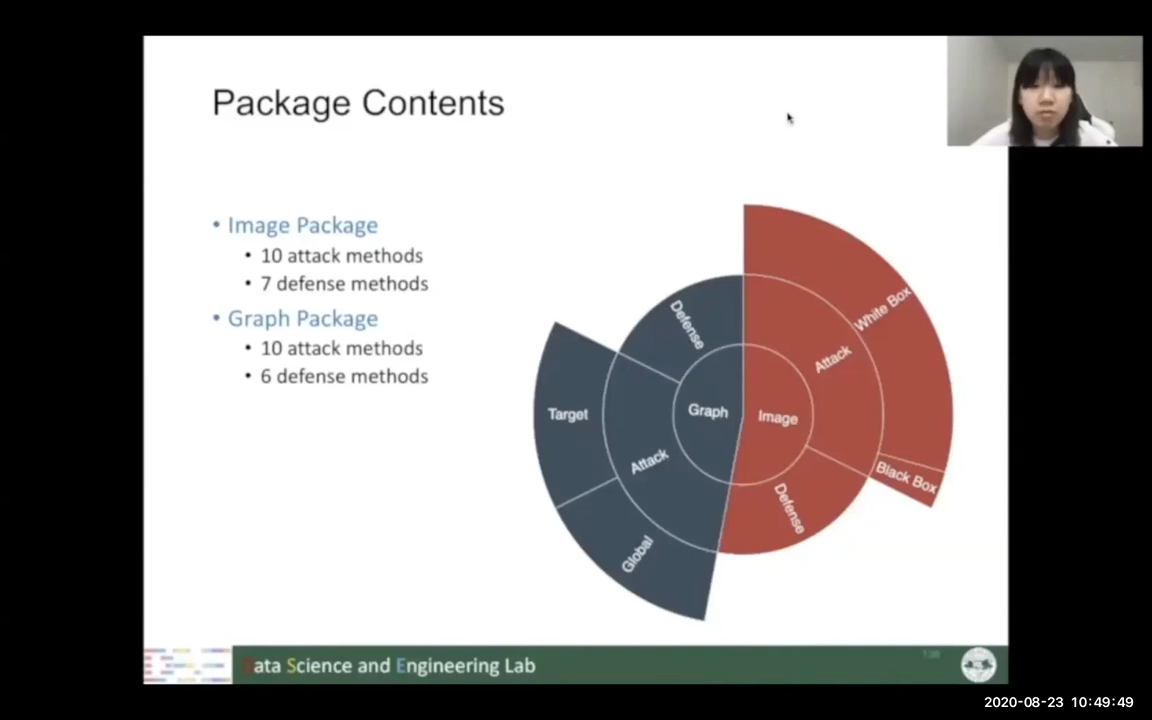 Package Contents
• Image Package
• 10 attack methods
• 7 defense methods
• Graph Package
• 10 attack methods
• 6 defense methods
Defense
White Box
Attack
Target
Graph
Image
Attack
Black Box
Defense
Global
Data Science and Engineering Lab
2020-08-23 10:49:49